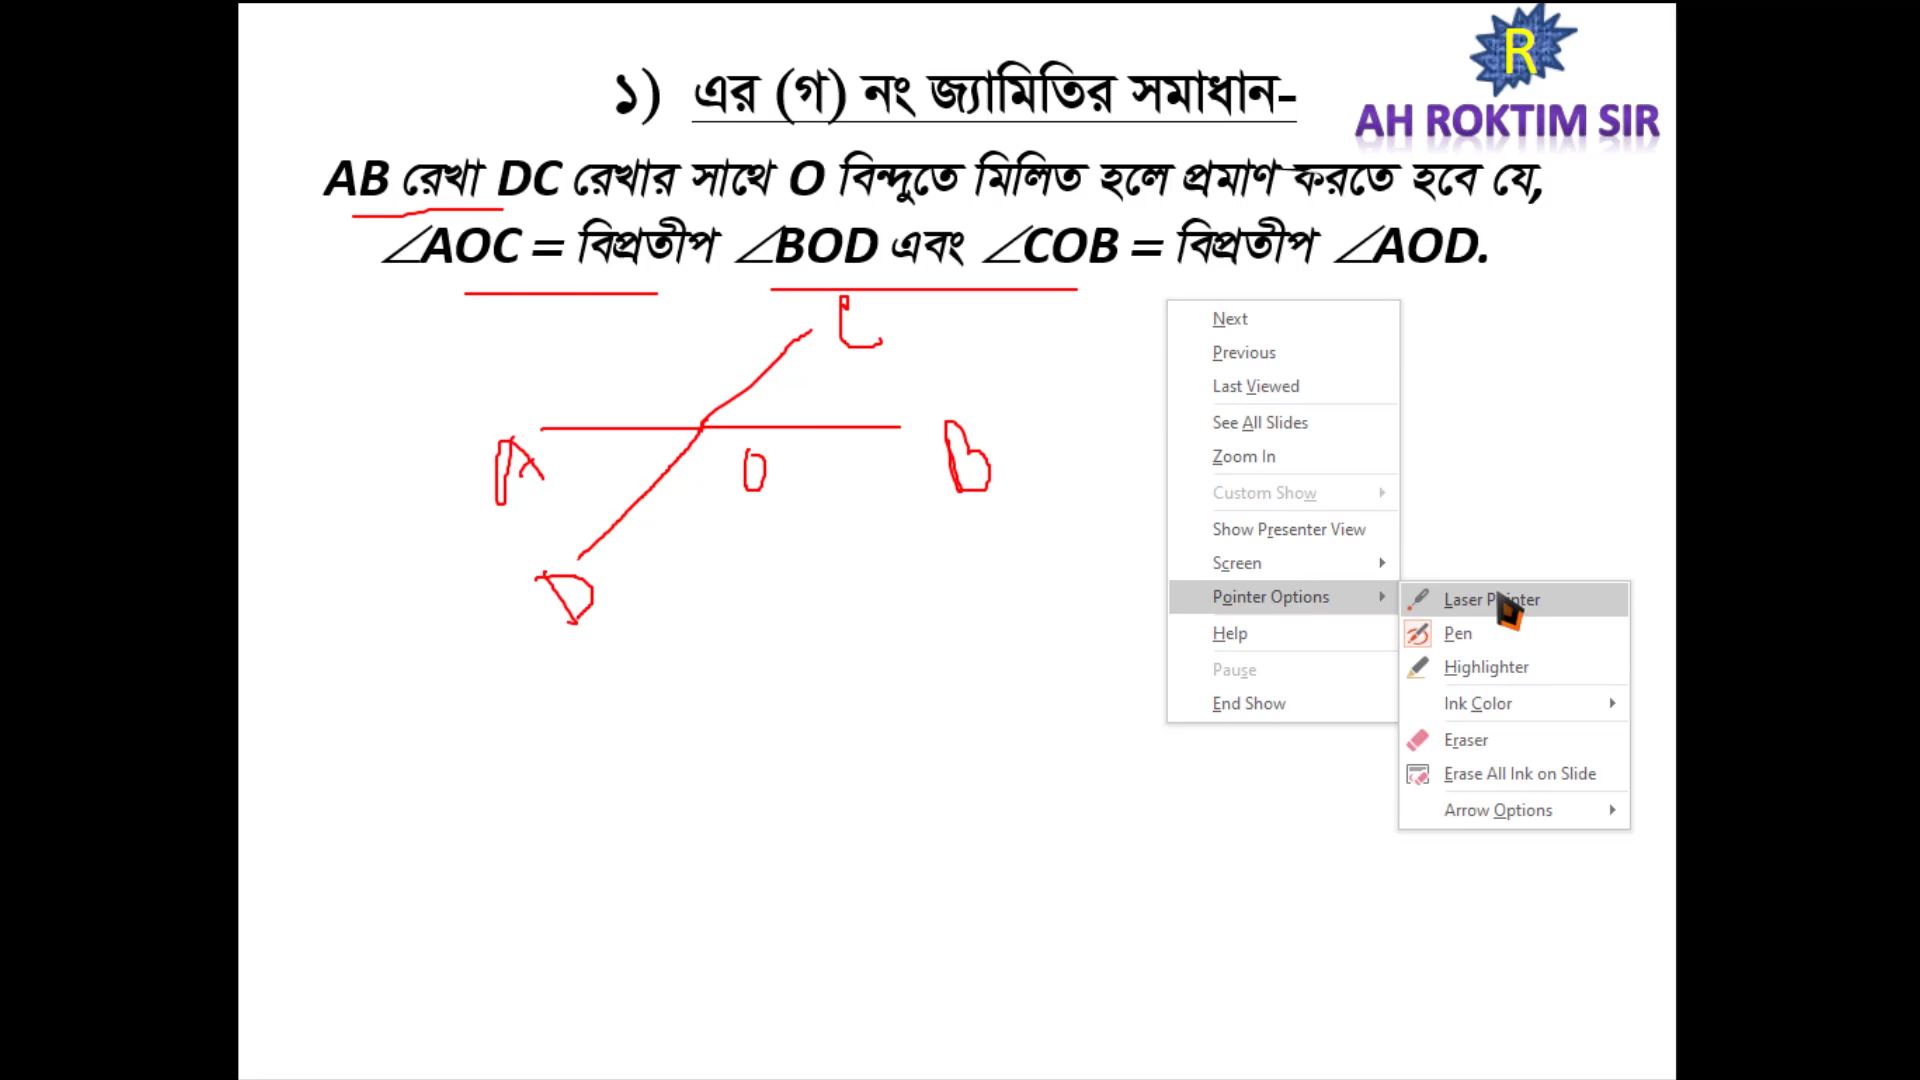 R
AH ROKTIM SIR
১) এর (গ) নং জ্যামিতির সমাধান-
AB রেখা DC রেখার সাথে O বিন্দুতে মিলিত হলে প্রমাণ করতে হবে যে,
∠AOC = বিপ্রতীপ ∠BOD এবং ∠COB = বিপ্রতীপ ∠AOD.
C
A
O
b
D
Next
Previous
Last Viewed
See All Slides
Zoom In
Custom Show
Show Presenter View
Screen
Pointer Options
Help
Pause
End Show
Laser Pointer
Pen
Highlighter
Ink Color
Eraser
Erase All Ink on Slide
Arrow Options